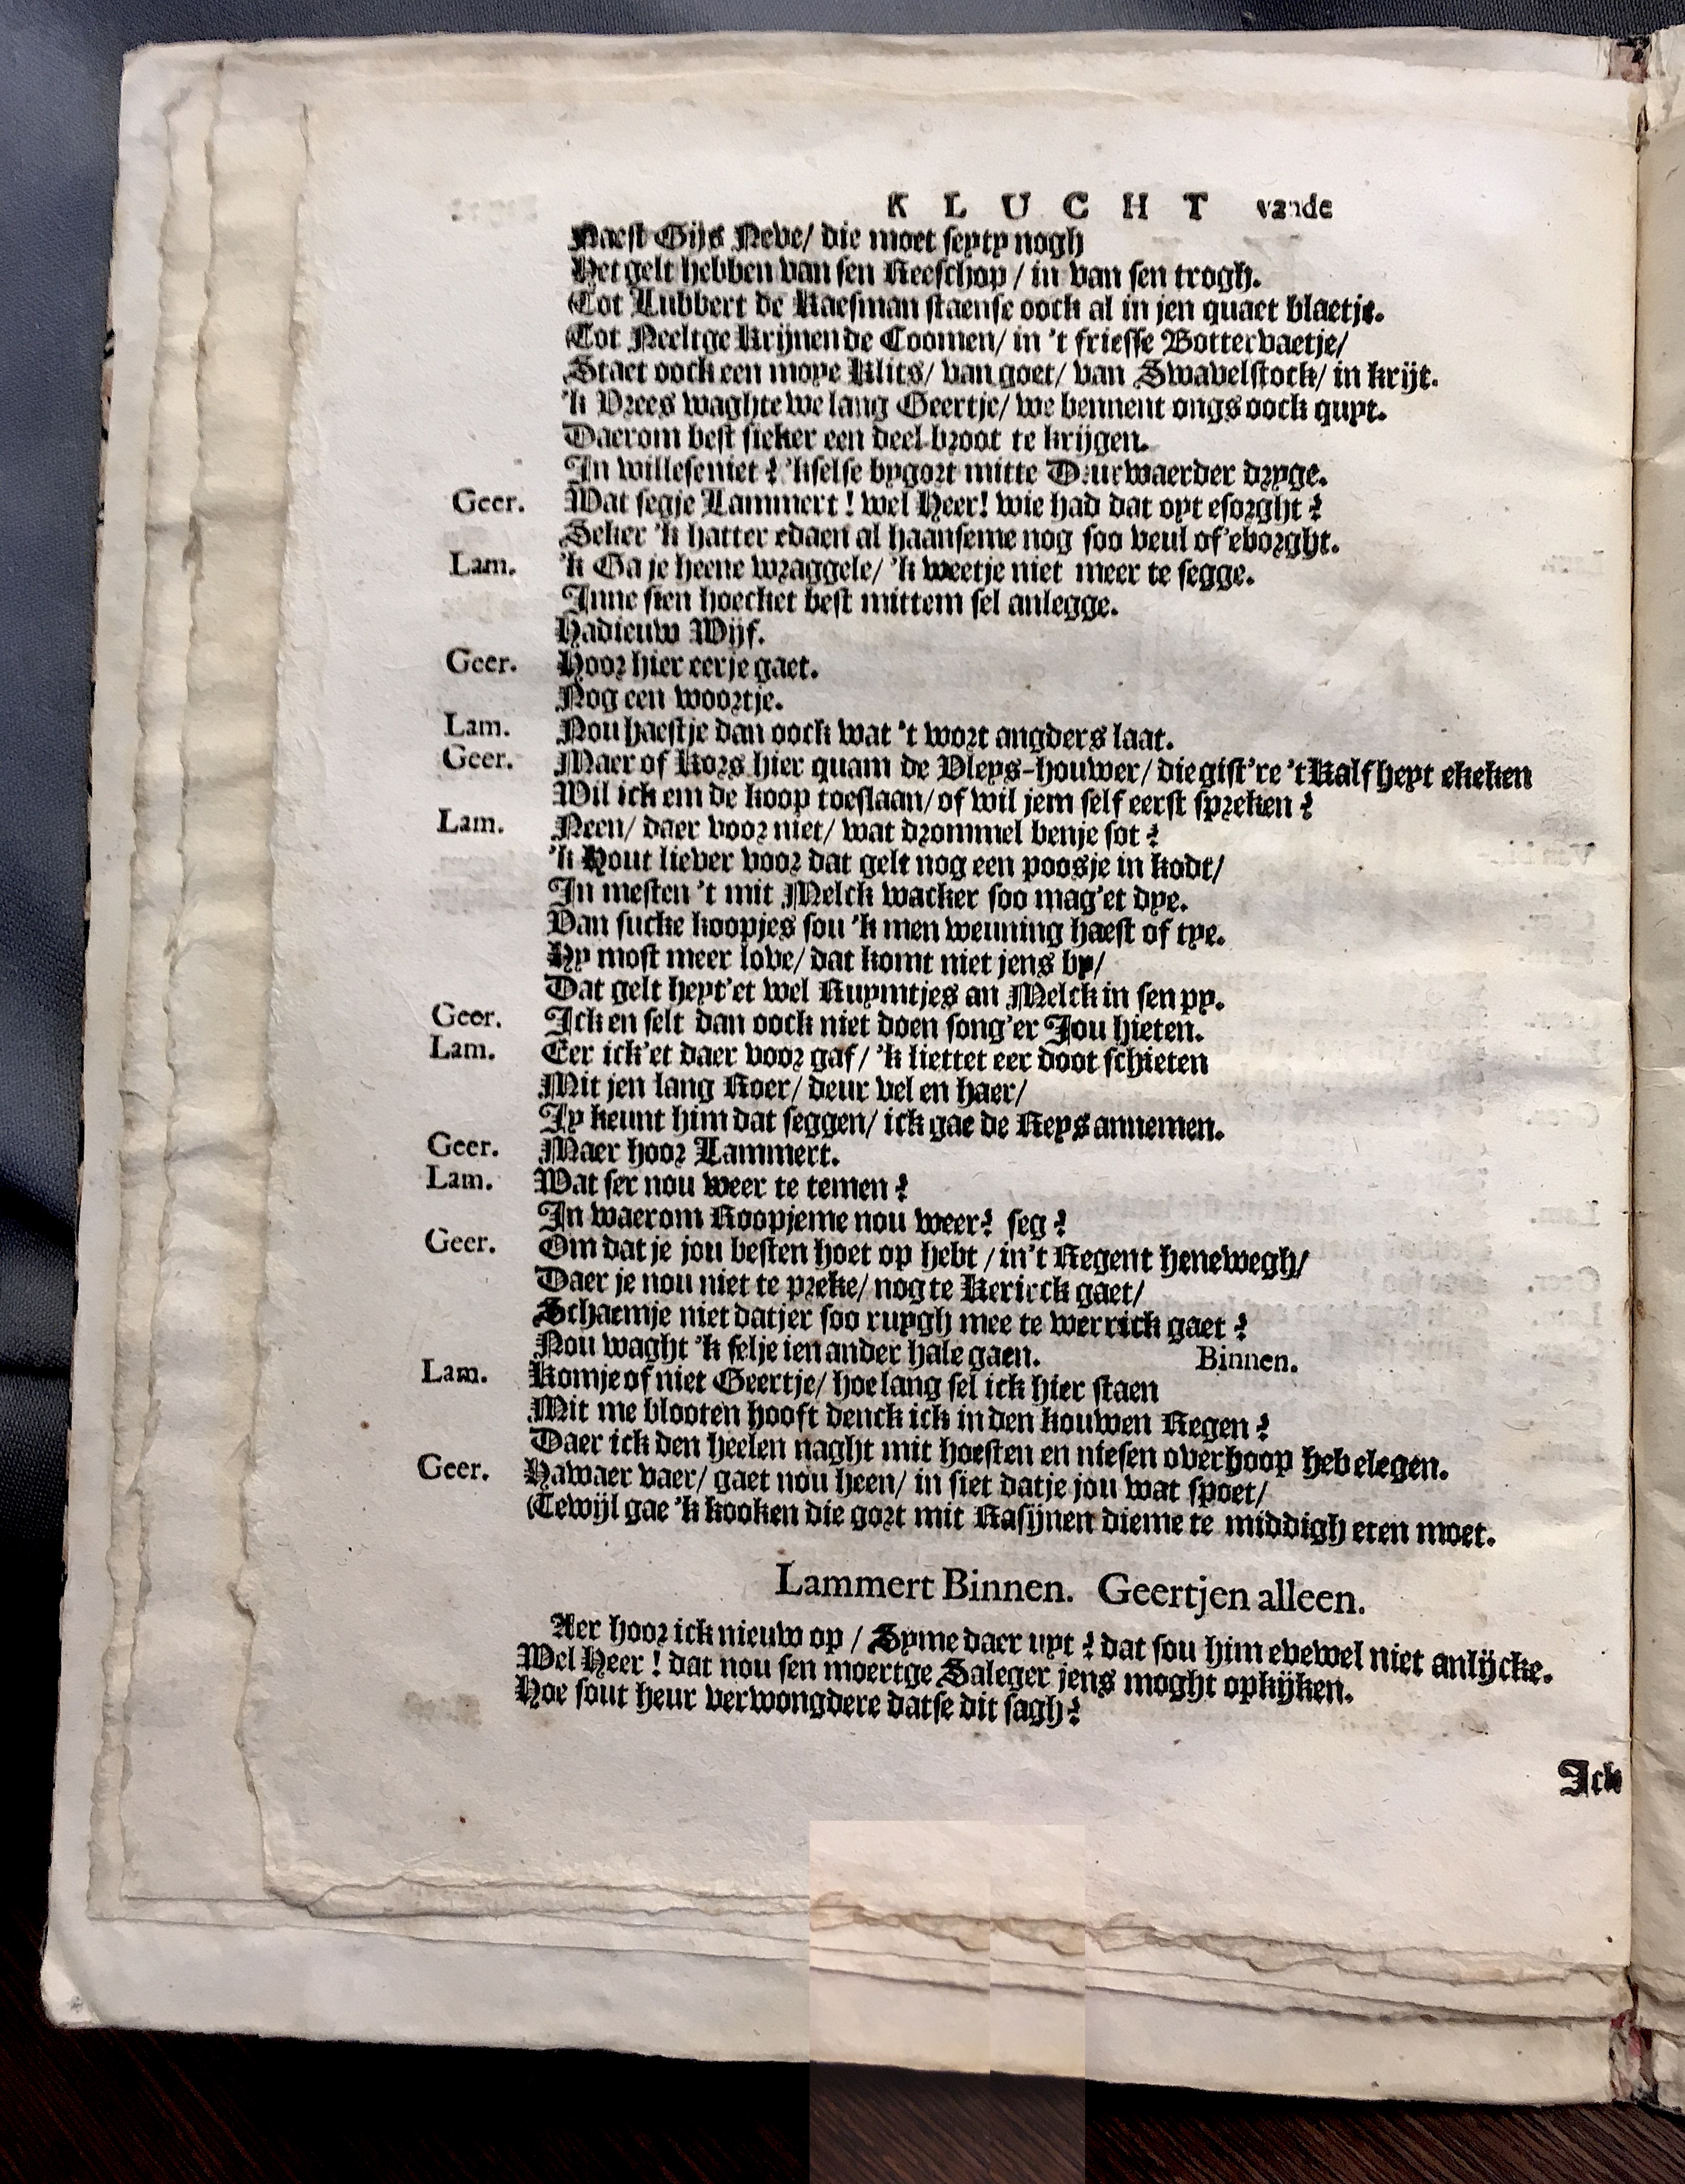 KLUCHT vande
Naest Gijs Neve/ die moet seyty nogh
Het gelt hebben van sen Reeschop / in van sen trogh.
Tot Lubbert de Kaesman staense oock al in jen quaet blaetje.
Tot Neeltge Krijnen de Coomen/ in 't friesse Bottervaetje/
Staet oock een moye Klits/ van goet/ van Swavelstock/ in krijt.
'k Vrees waghte we lang Geertje/ we bennent ongs oock quyt.
Daerom best sieker een deel broot te krijgen.
In willeseniet? 'kselse bygort mitte Deurwaerder dryge.
Geer. Wat segje Lammert! wel Heer! wie had dat oyt esorght?
Seker 'k hatter edaen al haanseme nog soo veul of'eborght.
Lam. 'k Ga je heene wraggele/ 'k weetje niet meer te segge.
Inne sien hoecket best mittem sel anlegge.
Hadieuw Wijf.
Geer. Hoor hier eerje gaet.
Nog een woortje.
Lam. Nou haestje dan oock wat 't wort angders laat.
Geer. Maer of Kors hier quam de Vleys-houwer/ die gist're 't Kalf heyt ekeken
Wil ick em de koop toeslaan/ of wil jem self eerst spreken?
Lam. Neen/ daer voor niet/ wat drommel benje sot?
'k Hout liever voor dat gelt nog een poosje in kodt/
In mesten 't mit Melck wacker soo mag'et dye.
Van sucke koopjes sou 'k men weuning haest of tye.
Hy most meer love/ dat komt niet jens by/
Dat gelt heyt'et wel Kuymtjes an Melck in sen py.
Geer. Ick en selt dan oock niet doen song'er Jou hieten.
Lam. Eer ick'et daer voor gaf/ 'k liettet eer doot schieten
Mit jen lang Roer/ deur vel en haer/
Jy keunt him dat seggen/ ick gae de Reys annemen.
Geer. Maer hoor Lammert.
Lam. Wat ser nou weer te temen?
In waerom Roopjeme nou weer? seg?
Geer. Om dat je jou besten hoet op hebt / in't Regent henewegh/
Daer je nou niet te preke/ nog te Kerirck gaet/
Schaemje niet datjer soo ruygh mee te werrick gaet?
Nou waght 'k selje ien ander hale gaen. Binnen.
Lam. Komje of niet Geertje/ hoe lang sel ick hier staen
Mit me blooten hooft denck ick in den kouwen Regen?
Daer ick den heelen naght mit hoesten en niesen overhoop heb elegen.
Geer. Hawaer vaer/ gaet nou heen/ in siet datje jou wat spoet/
Tewijl gae 'k kooken die gort mit Rasijnen dieme te middigh eten moet.
Lammert Binnen. Geertjen alleen.
Aer hoor ick nieuw op / Syme daer uyt? dat sou him evewel niet anlijcke.
Wel Heer! dat nou sen moertge Saleger jens moght opkijken.
Hoe sout heur verwongdere datse dit sagh?
Ick